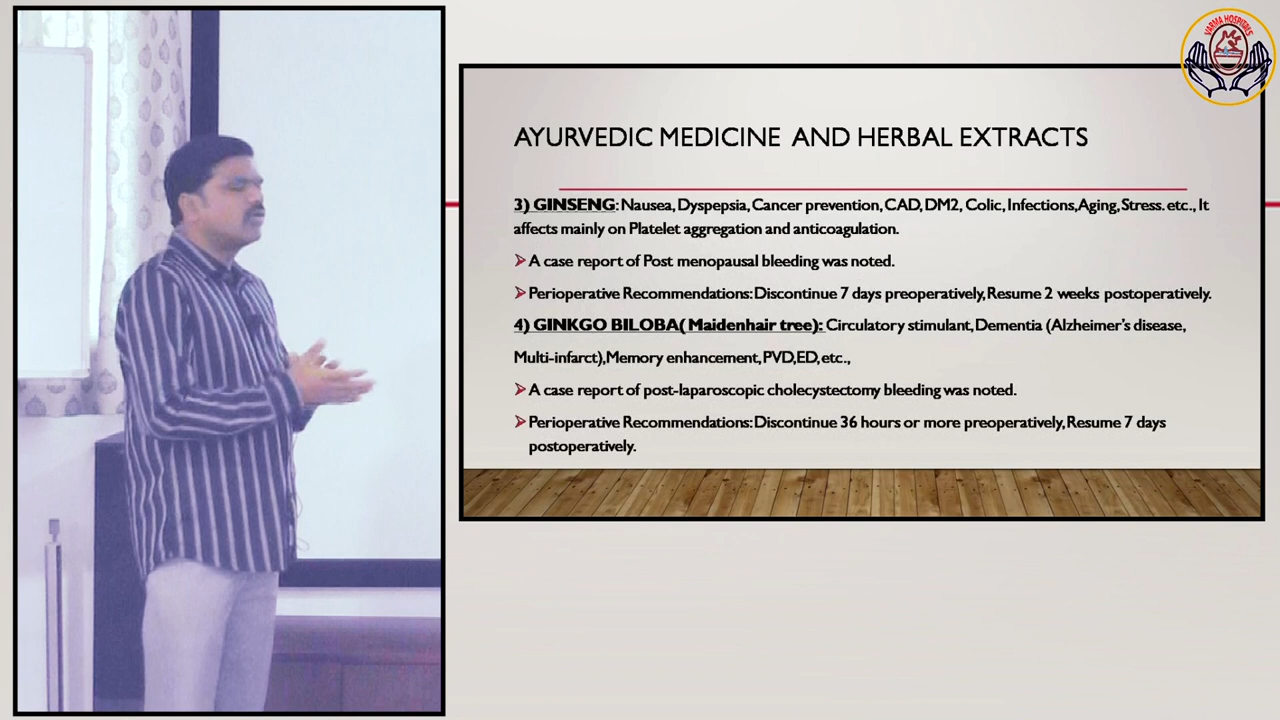 VARMA HOSPITALS
AYURVEDIC MEDICINE AND HERBAL EXTRACTS
3) GINSENG: Nausea, Dyspepsia, Cancer prevention, CAD, DM2, Colic, Infections, Aging, Stress. etc., It
affects mainly on Platelet aggregation and anticoagulation.
➢ A case report of Post menopausal bleeding was noted.
➢ Perioperative Recommendations: Discontinue 7 days preoperatively, Resume 2 weeks postoperatively.
4) GINKGO BILOBA( Maidenhair tree): Circulatory stimulant, Dementia (Alzheimer's disease,
Multi-infarct), Memory enhancement, PVD, ED, etc.,
➢ A case report of post-laparoscopic cholecystectomy bleeding was noted.
➢ Perioperative Recommendations: Discontinue 36 hours or more preoperatively, Resume 7 days
postoperatively.